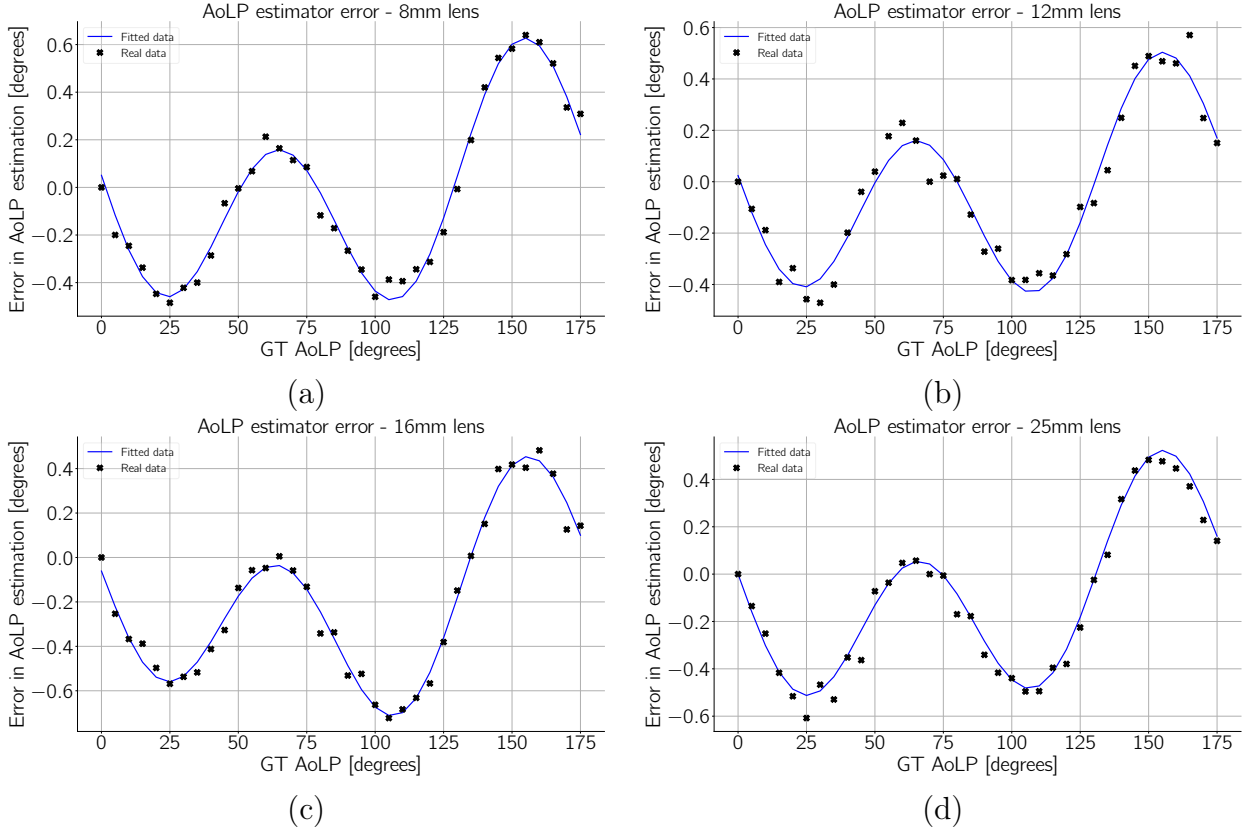 AoLP estimator error - 8mm lens
Error in AoLP estimation [degrees]
Fitted data
Real data
0.6
0.4
0.2
0.0
−0.2
−0.4
0 25 50 75 100 125 150 175
GT AoLP [degrees]
(a)
AoLP estimator error - 12mm lens
Error in AoLP estimation [degrees]
Fitted data
Real data
0.6
0.4
0.2
0.0
−0.2
−0.4
0 25 50 75 100 125 150 175
GT AoLP [degrees]
(b)
AoLP estimator error - 16mm lens
Error in AoLP estimation [degrees]
Fitted data
Real data
0.4
0.2
0.0
−0.2
−0.4
−0.6
0 25 50 75 100 125 150 175
GT AoLP [degrees]
(c)
AoLP estimator error - 25mm lens
Error in AoLP estimation [degrees]
Fitted data
Real data
0.4
0.2
0.0
−0.2
−0.4
−0.6
0 25 50 75 100 125 150 175
GT AoLP [degrees]
(d)